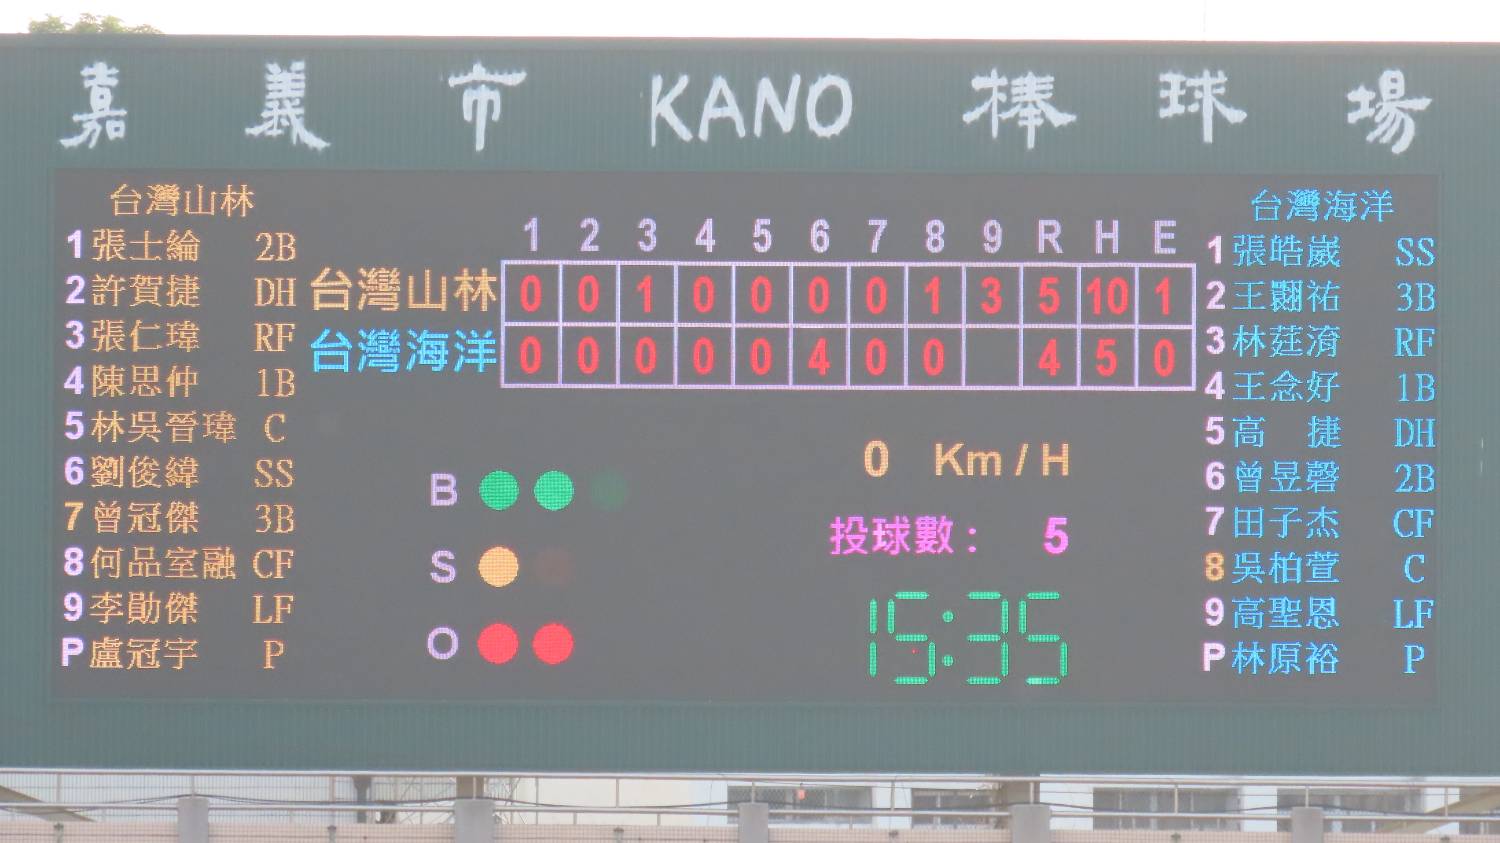 嘉義市KANO棒球場
台灣山林
1張士綸 2B
2許賀捷 DH
3張仁瑋 RF
4陳思仲 1B
5林吳晉瑋 C
6劉俊緯 SS
7曾冠傑 3B
8何品室融 CF
9李勛傑 LF
P盧冠宇 P
1 2 3 4 5 6 7 8 9 R H E
台灣山林 0 0 1 0 0 0 0 1 3 5 10 1
台灣海洋 0 0 0 0 0 4 0 0 4 5 0
B
S
O
0 Km/H
投球數: 5
15:35
台灣海洋
1張皓崴 SS
2王翾祐 3B
3林莛淯 RF
4王念好 1B
5高 捷 DH
6曾昱磬 2B
7田子杰 CF
8吳柏萱 C
9高聖恩 LF
P林原裕 P